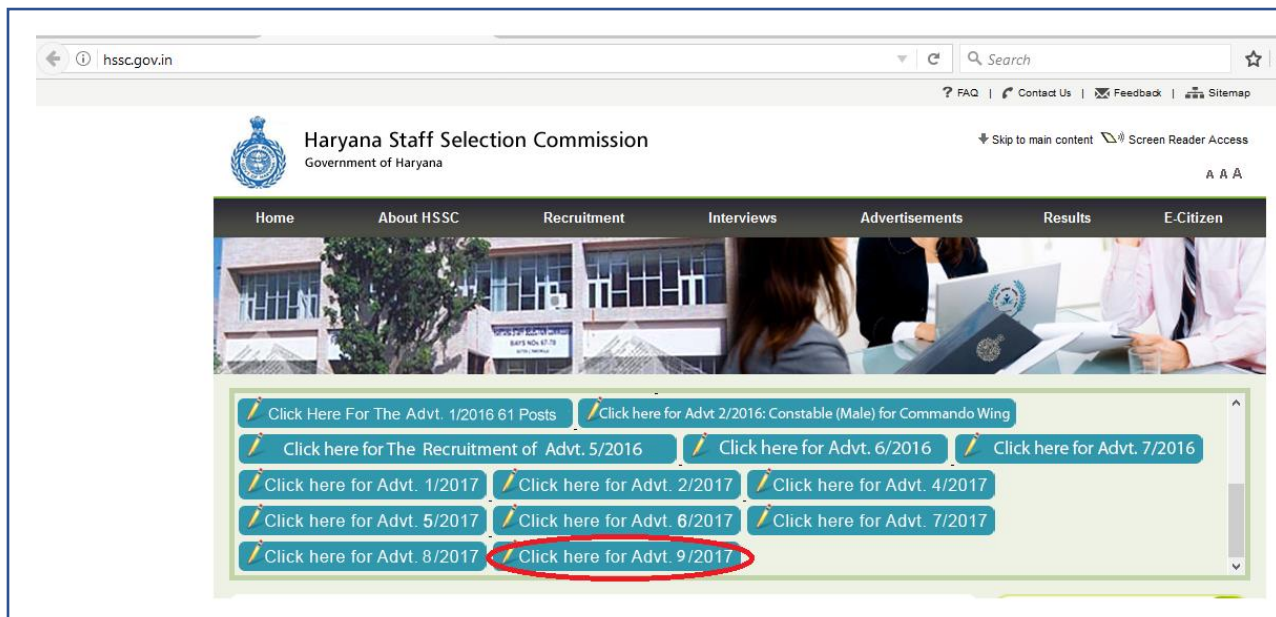 hssc.gov.in
Search
? FAQ | Contact Us | Feedback | Sitemap
Haryana Staff Selection Commission
Government of Haryana
Skip to main content Screen Reader Access
A A A
Home About HSSC Recruitment Interviews Advertisements Results E-Citizen
BAYS NOs 67-70
Click Here For The Advt. 1/2016 61 Posts Click here for Advt 2/2016: Constable (Male) for Commando Wing
Click here for The Recruitment of Advt. 5/2016 Click here for Advt. 6/2016 Click here for Advt. 7/2016
Click here for Advt. 1/2017 Click here for Advt. 2/2017 Click here for Advt. 4/2017
Click here for Advt. 5/2017 Click here for Advt. 6/2017 Click here for Advt. 7/2017
Click here for Advt. 8/2017 Click here for Advt. 9/2017